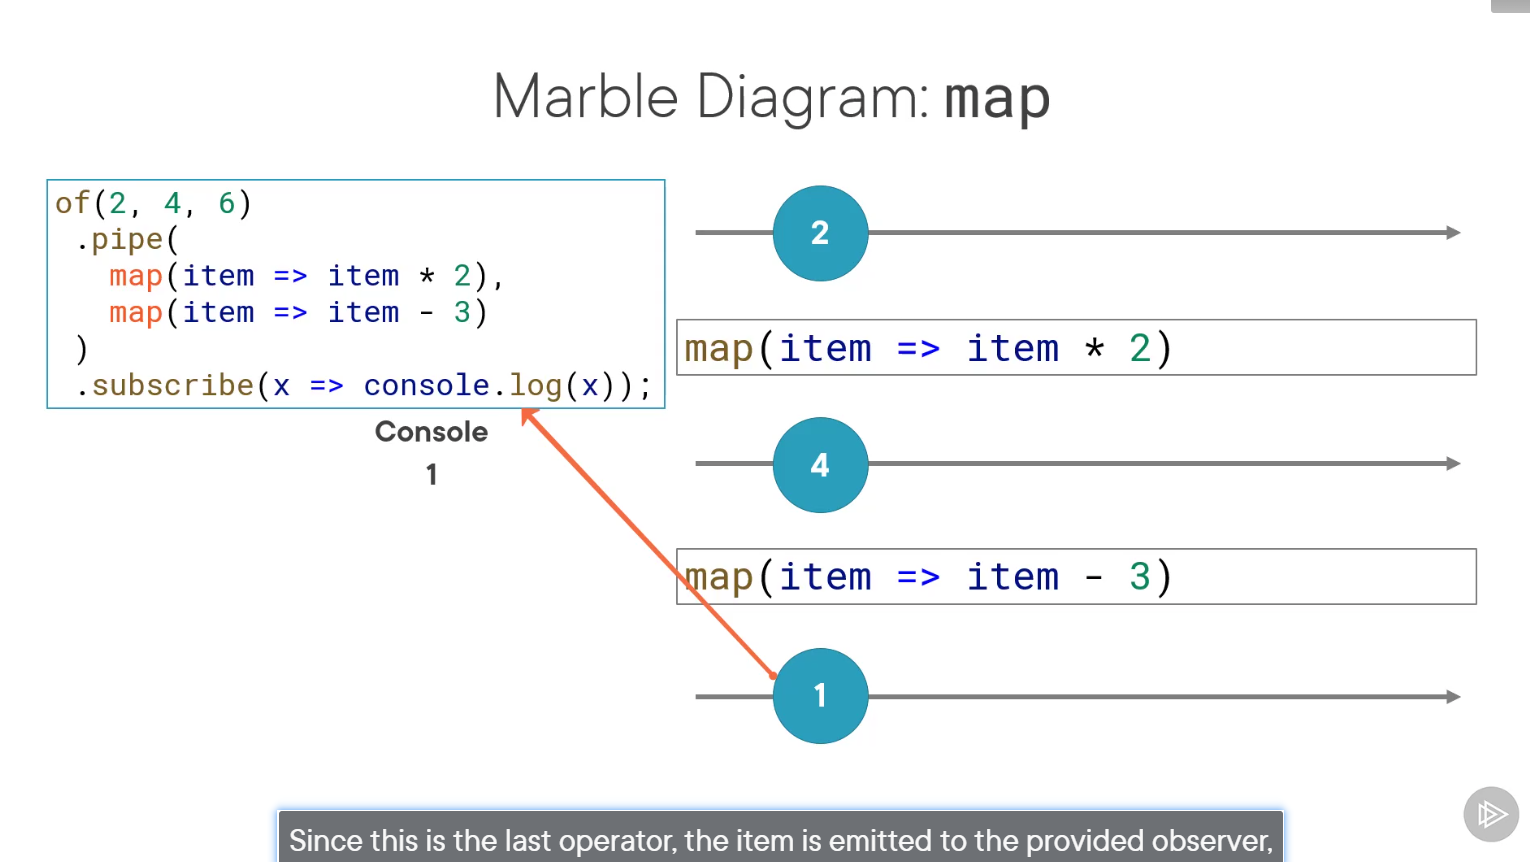 Marble Diagram: map
of(2, 4, 6)
.pipe(
map(item => item * 2),
map(item => item - 3)
)
.subscribe(x => console.log(x));
Console
1
2
map(item => item * 2)
4
map(item => item - 3)
1
Since this is the last operator, the item is emitted to the provided observer,